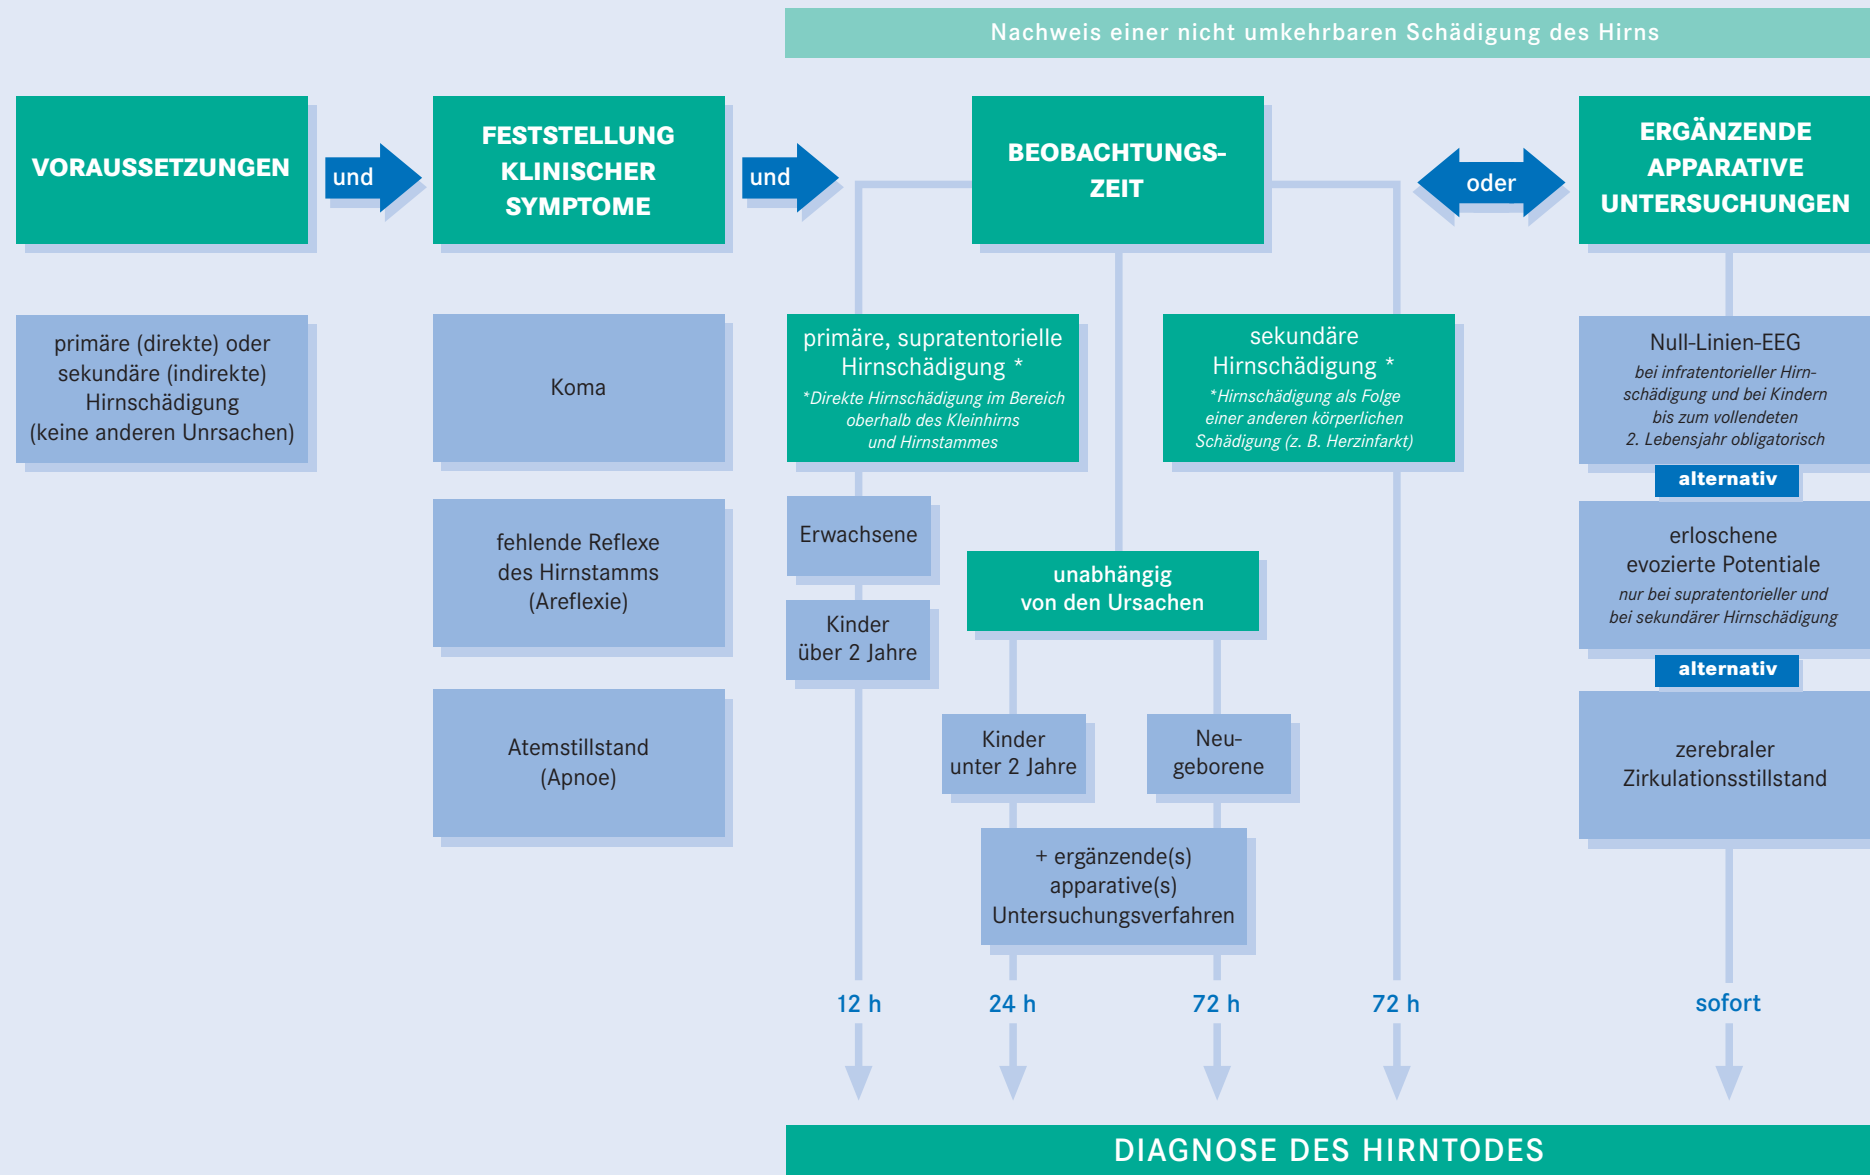 Nachweis einer nicht umkehrbaren Schädigung des Hirns
VORAUSSETZUNGEN
und
FESTSTELLUNG
KLINISCHER
SYMPTOME
und
BEOBACHTUNGS-
ZEIT
oder
ERGÄNZENDE
APPARATIVE
UNTERSUCHUNGEN
primäre (direkte) oder
sekundäre (indirekte)
Hirnschädigung
(keine anderen Unrsachen)
Koma
fehlende Reflexe
des Hirnstamms
(Areflexie)
Atemstillstand
(Apnoe)
primäre, supratentorielle
Hirnschädigung *
*Direkte Hirnschädigung im Bereich
oberhalb des Kleinhirns
und Hirnstammes
Erwachsene
Kinder
über 2 Jahre
unabhängig
von den Ursachen
Kinder
unter 2 Jahre
Neu-
geborene
+ ergänzende(s)
apparative(s)
Untersuchungsverfahren
sekundäre
Hirnschädigung *
*Hirnschädigung als Folge
einer anderen körperlichen
Schädigung (z. B. Herzinfarkt)
Null-Linien-EEG
bei infratentorieller Hirn-
schädigung und bei Kindern
bis zum vollendeten
2. Lebensjahr obligatorisch
alternativ
erloschene
evozierte Potentiale
nur bei supratentorieller und
bei sekundärer Hirnschädigung
alternativ
zerebraler
Zirkulationsstillstand
12 h
24 h
72 h
72 h
sofort
DIAGNOSE DES HIRNTODES